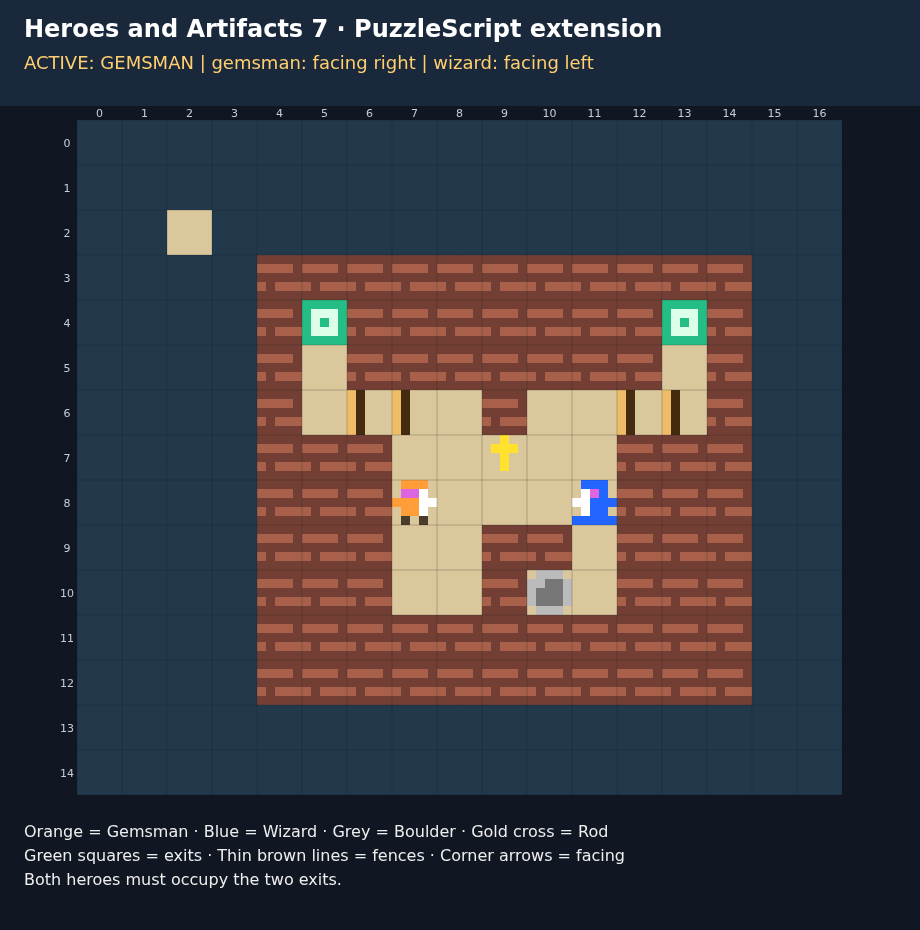 Heroes and Artifacts 7 · PuzzleScript extension
ACTIVE: GEMSMAN | gemsman: facing right | wizard: facing left
0 1 2 3 4 5 6 7 8 9 10 11 12 13 14 15 16
0
1
2
3
4
5
6
7
8
9
10
11
12
13
14
Orange = Gemsman · Blue = Wizard · Grey = Boulder · Gold cross = Rod
Green squares = exits · Thin brown lines = fences · Corner arrows = facing
Both heroes must occupy the two exits.